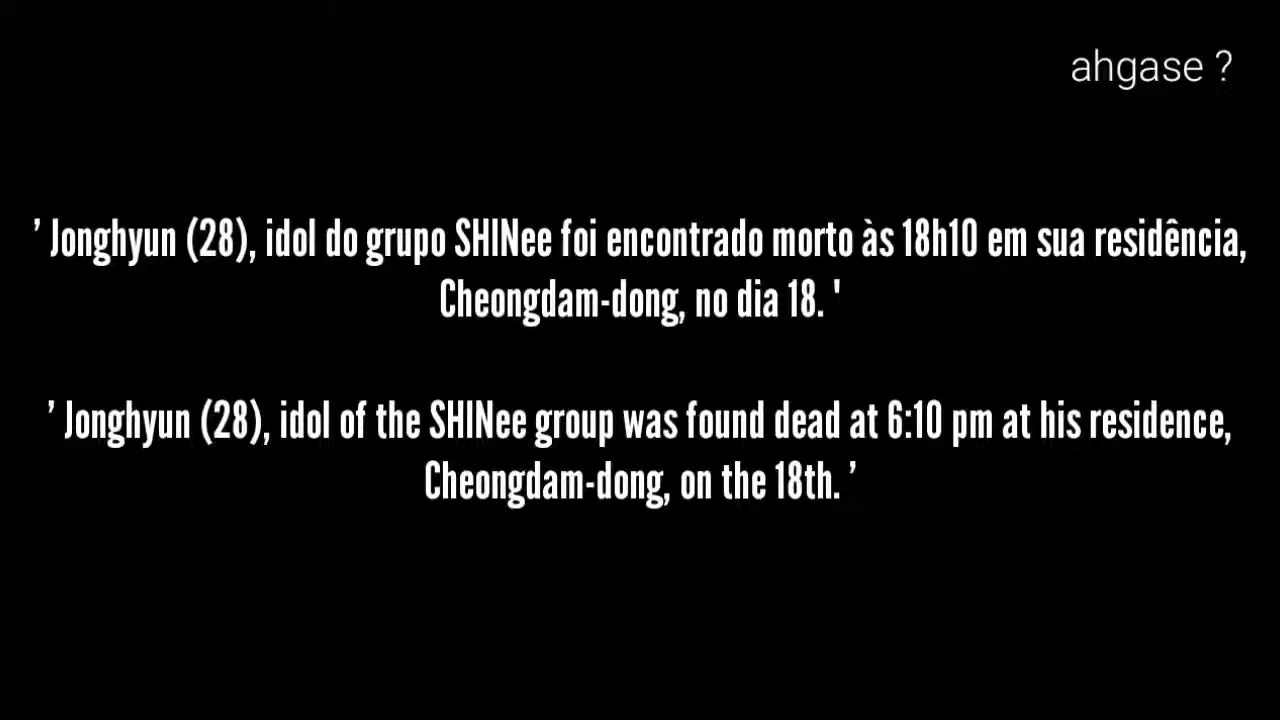 ahgase ?
’ Jonghyun (28), idol do grupo SHINee foi encontrado morto às 18h10 em sua residência,
Cheongdam-dong, no dia 18. '
’ Jonghyun (28), idol of the SHINee group was found dead at 6:10 pm at his residence,
Cheongdam-dong, on the 18th. ’